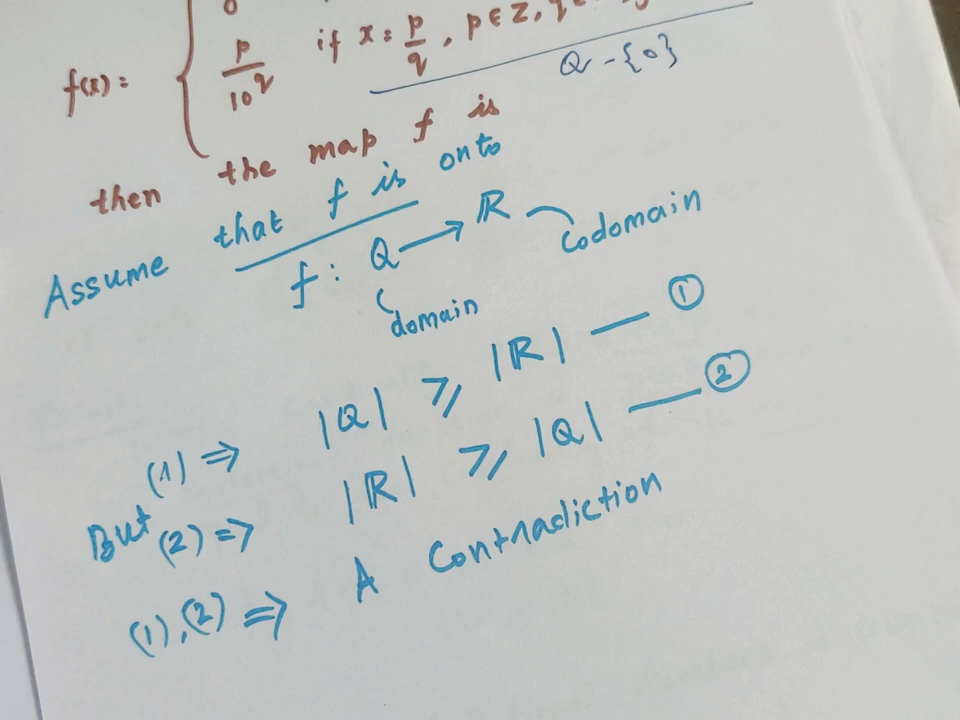 0
f(x) = { p/10^q if x = p/q, p ∈ Z, q ∈
Q - {0}
then the map f is
Assume that f is onto
f : Q → R Codomain
domain
(1) ⇒ |Q| ⩾ |R| — ①
But (2) ⇒ |R| ⩾ |Q| — ②
(1), (2) ⇒ A Contradiction